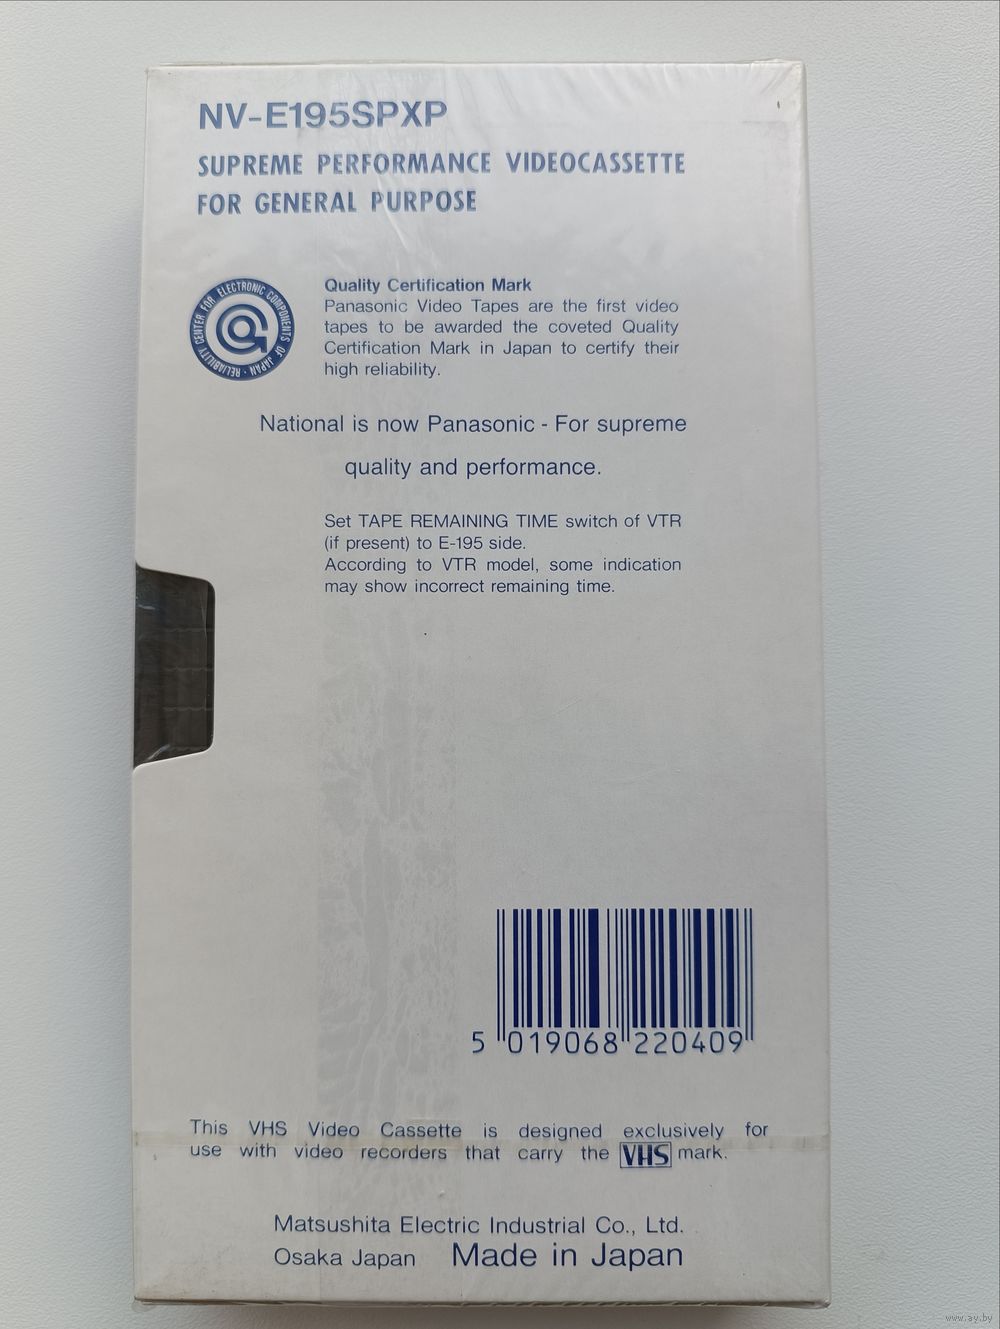 NV-E195SPXP
SUPREME PERFORMANCE VIDEOCASSETTE
FOR GENERAL PURPOSE
RELIABILITY CENTER FOR ELECTRONIC COMPONENTS OF JAPAN ·
Quality Certification Mark
Panasonic Video Tapes are the first video
tapes to be awarded the coveted Quality
Certification Mark in Japan to certify their
high reliability.
National is now Panasonic - For supreme
quality and performance.
Set TAPE REMAINING TIME switch of VTR
(if present) to E-195 side.
According to VTR model, some indication
may show incorrect remaining time.
5 019068 220409
This VHS Video Cassette is designed exclusively for
use with video recorders that carry the VHS mark.
Matsushita Electric Industrial Co., Ltd.
Osaka Japan Made in Japan
www.ay.by